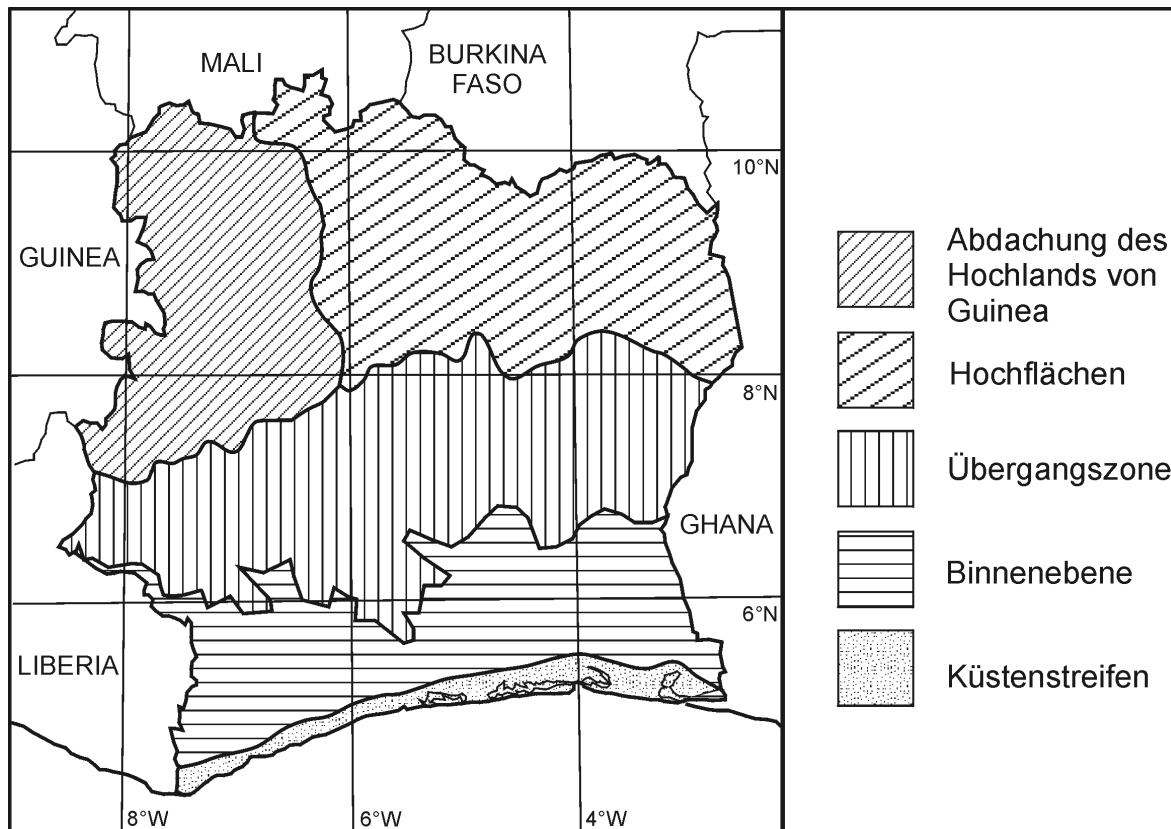 MALI
BURKINA
FASO
10°N
GUINEA
8°N
GHANA
6°N
LIBERIA
8°W
6°W
4°W
Abdachung des
Hochlands von
Guinea
Hochflächen
Übergangszone
Binnenebene
Küstenstreifen